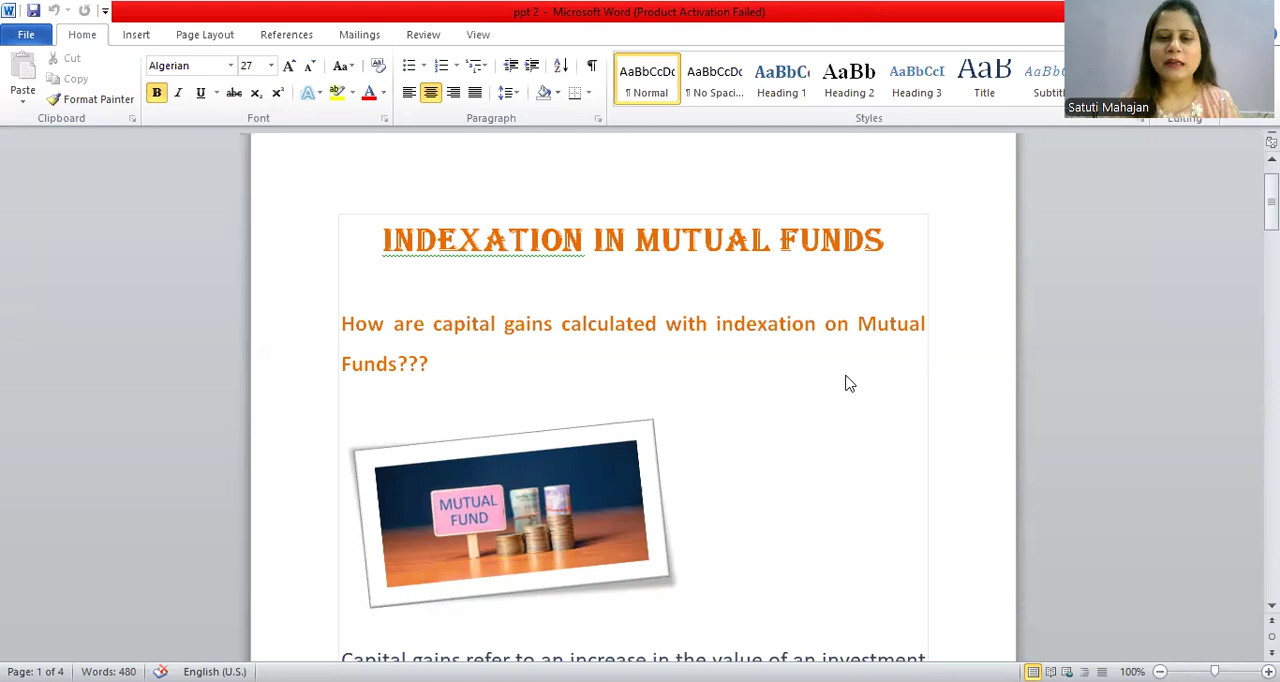 ppt 2 - Microsoft Word (Product Activation Failed)
File Home Insert Page Layout References Mailings Review View
Cut
Copy
Paste
Format Painter
Clipboard
Algerian 27
Font
Paragraph
AaBbCcDc AaBbCcDc AaBbCc AaBb AaBbCcI AaB AaBbCc
¶ Normal ¶ No Spaci... Heading 1 Heading 2 Heading 3 Title Subtitl
Styles
Editing
Satuti Mahajan
INDEXATION IN MUTUAL FUNDS
How are capital gains calculated with indexation on Mutual
Funds???
MUTUAL
FUND
Capital gains refer to an increase in the value of an investment
Page: 1 of 4 Words: 480 English (U.S.) 100%